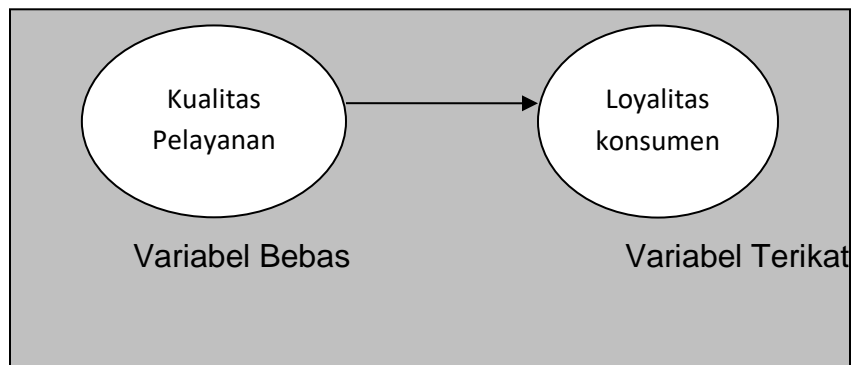 Kualitas
Pelayanan
Loyalitas
konsumen
Variabel Bebas
Variabel Terikat